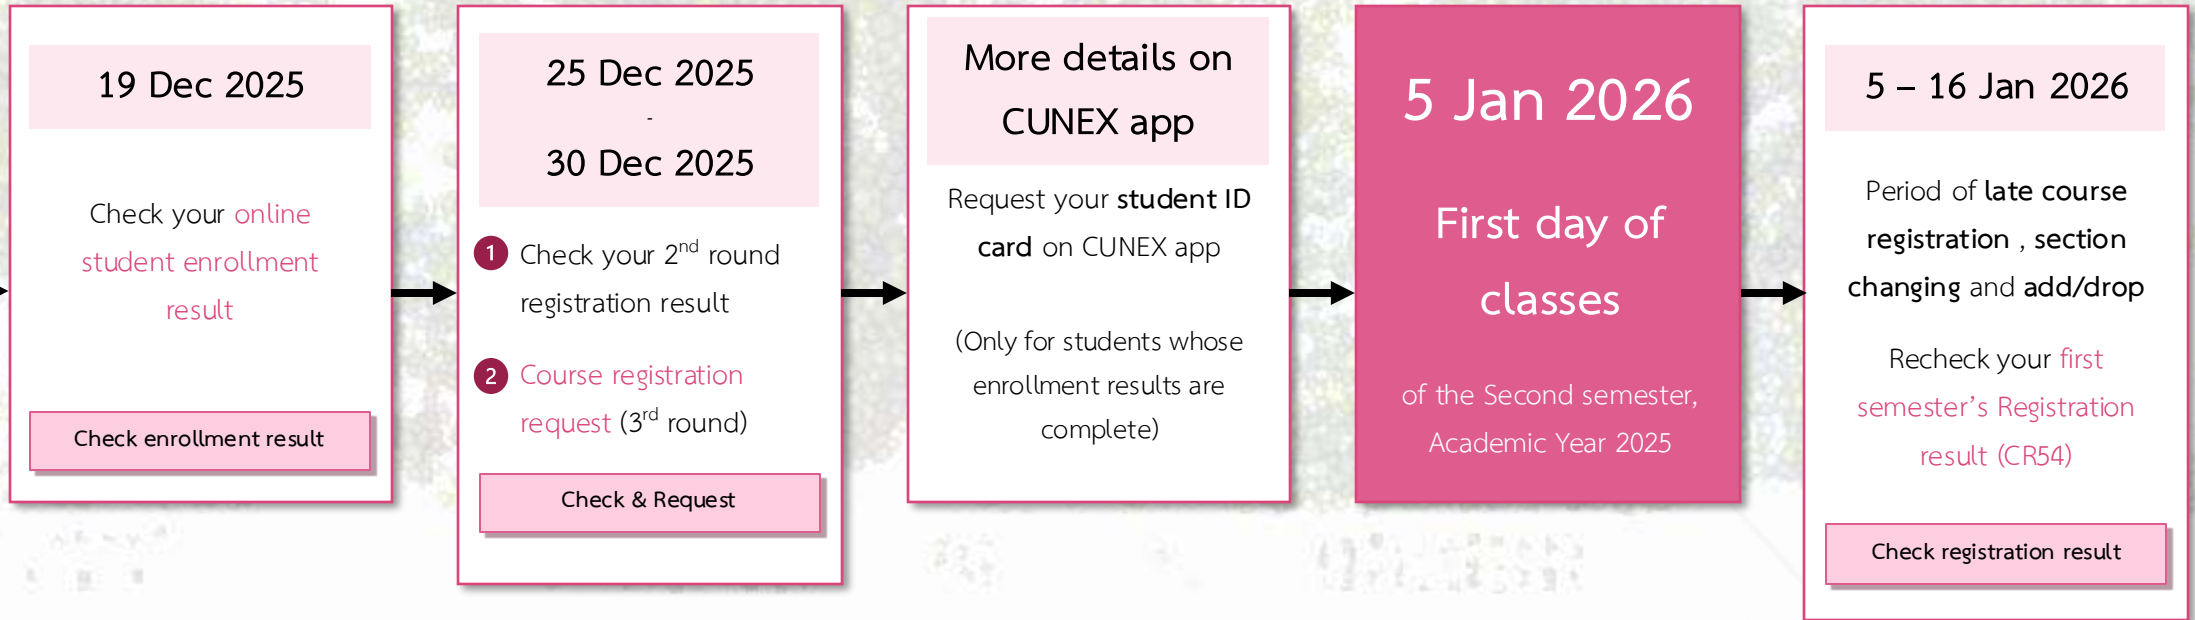 19 Dec 2025
Check your online
student enrollment
result
Check enrollment result
25 Dec 2025
-
30 Dec 2025
1 Check your 2nd round
registration result
2 Course registration
request (3rd round)
Check & Request
More details on
CUNEX app
Request your student ID
card on CUNEX app
(Only for students whose
enrollment results are
complete)
5 Jan 2026
First day of
classes
of the Second semester,
Academic Year 2025
5 – 16 Jan 2026
Period of late course
registration , section
changing and add/drop
Recheck your first
semester’s Registration
result (CR54)
Check registration result